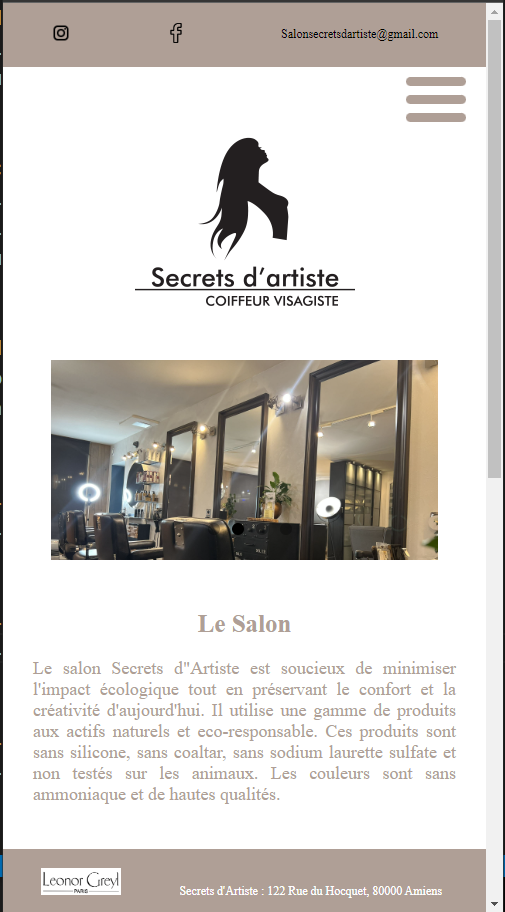 Salonsecretsdartiste@gmail.com
Secrets d'artiste
COIFFEUR VISAGISTE
Le Salon
Le salon Secrets d"Artiste est soucieux de minimiser
l'impact écologique tout en préservant le confort et la
créativité d'aujourd'hui. Il utilise une gamme de produits
aux actifs naturels et eco-responsable. Ces produits sont
sans silicone, sans coaltar, sans sodium laurette sulfate et
non testés sur les animaux. Les couleurs sont sans
ammoniaque et de hautes qualités.
Leonor Greyl
PARIS
Secrets d'Artiste : 122 Rue du Hocquet, 80000 Amiens